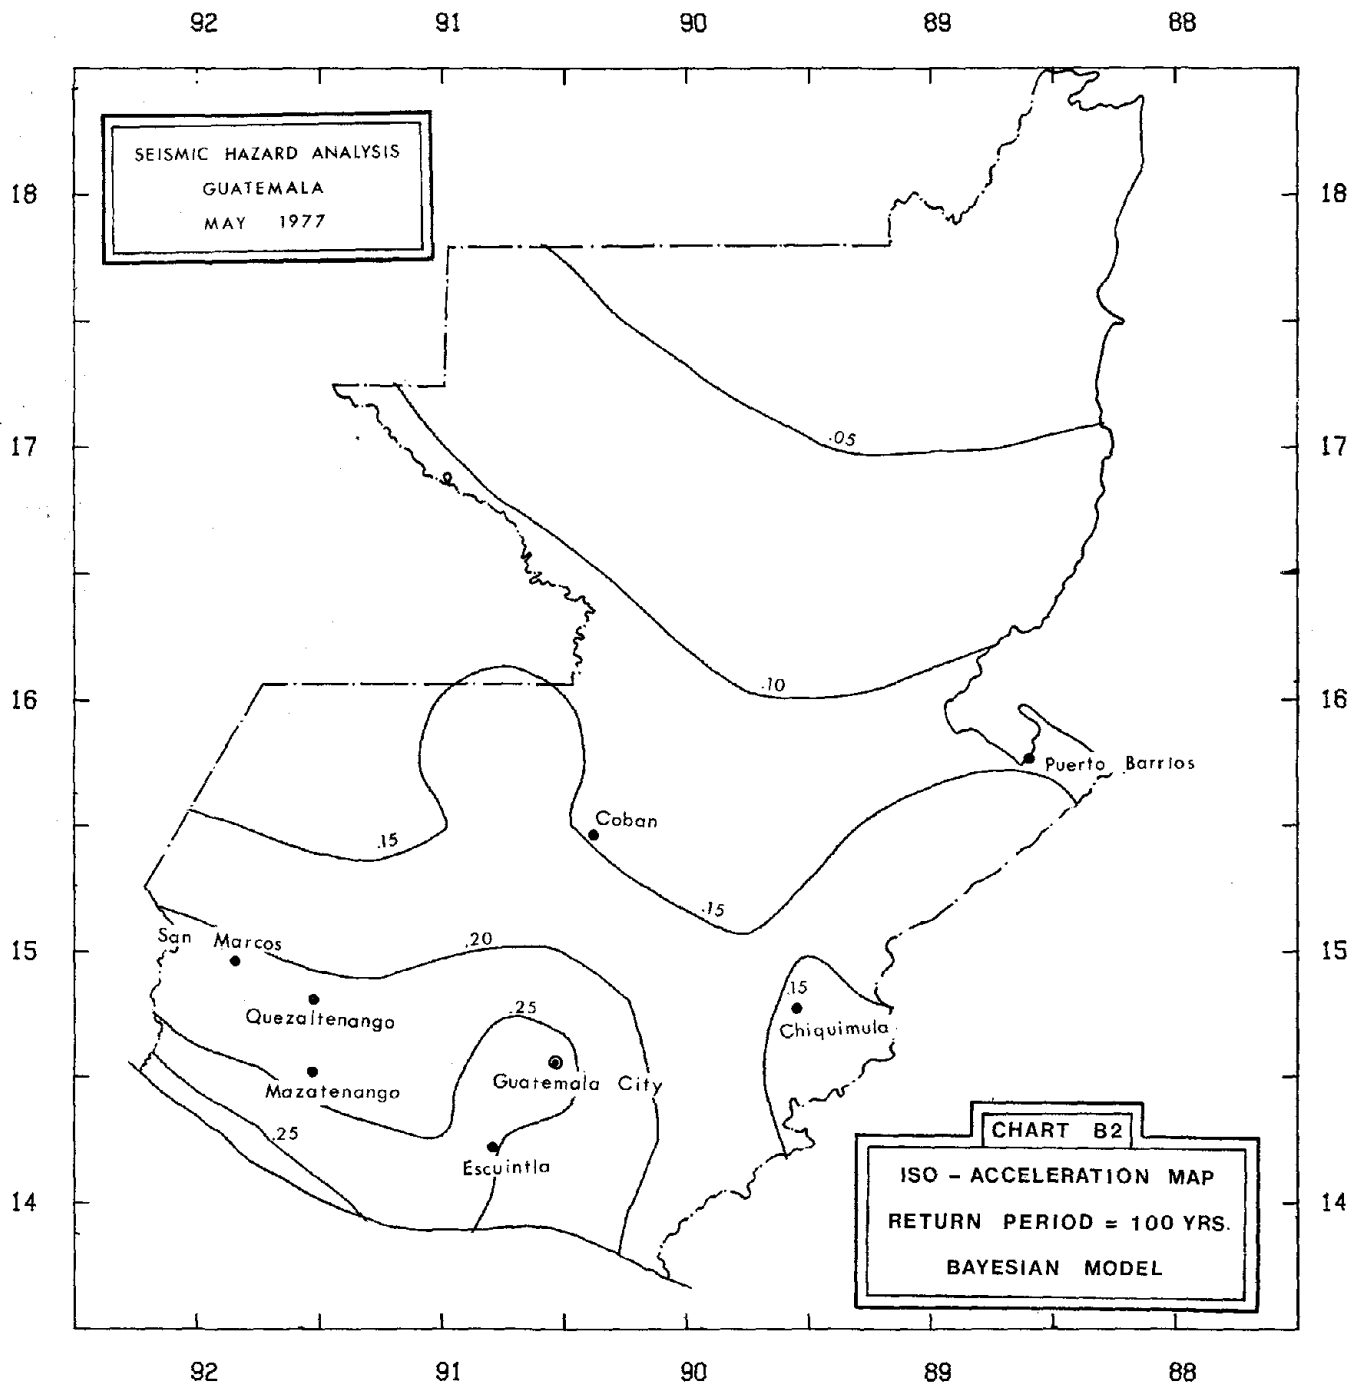 92 91 90 89 88
SEISMIC HAZARD ANALYSIS
GUATEMALA
MAY 1977
18 18
.05
17 17
.10
16 16
Puerto Barrios
Coban
.15
.15
San Marcos
.20
15 15
.15
.25
Quezaltenango
Chiquimula
Guatemala City
Mazatenango
.25
Escuintla
14 14
CHART B2
ISO - ACCELERATION MAP
RETURN PERIOD = 100 YRS.
BAYESIAN MODEL
92 91 90 89 88